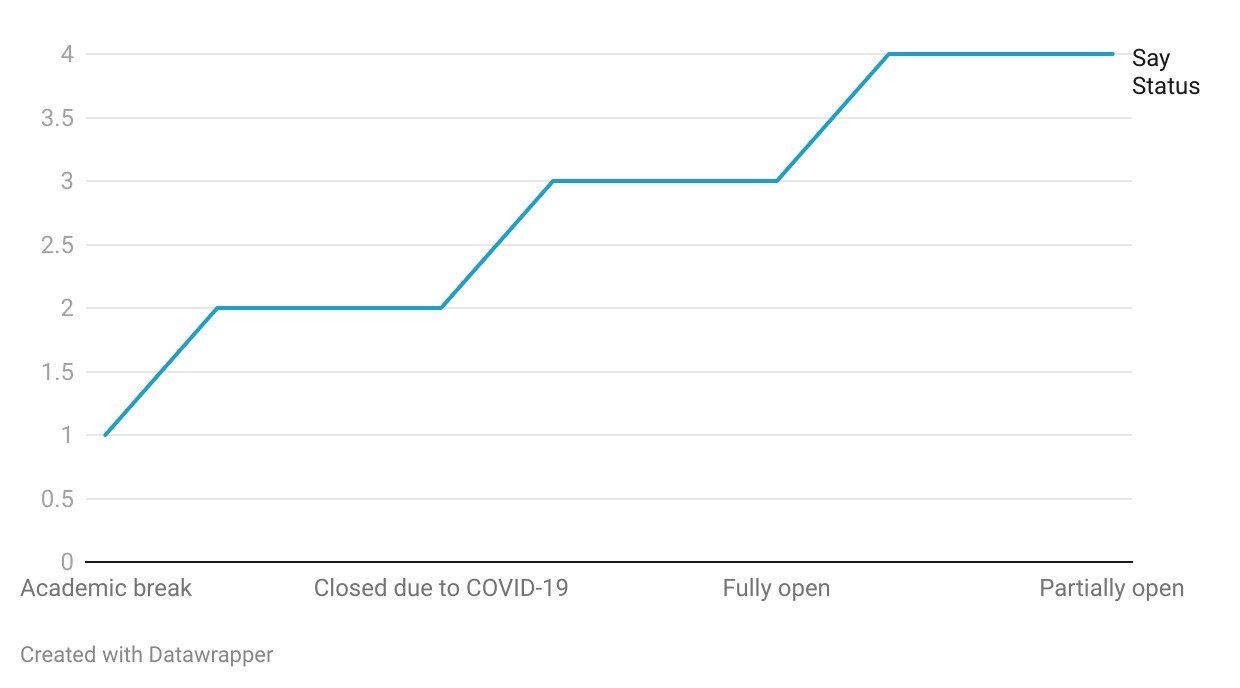 4
Say
Status
3.5
3
2.5
2
1.5
1
0.5
0
Academic break Closed due to COVID-19 Fully open Partially open
Created with Datawrapper